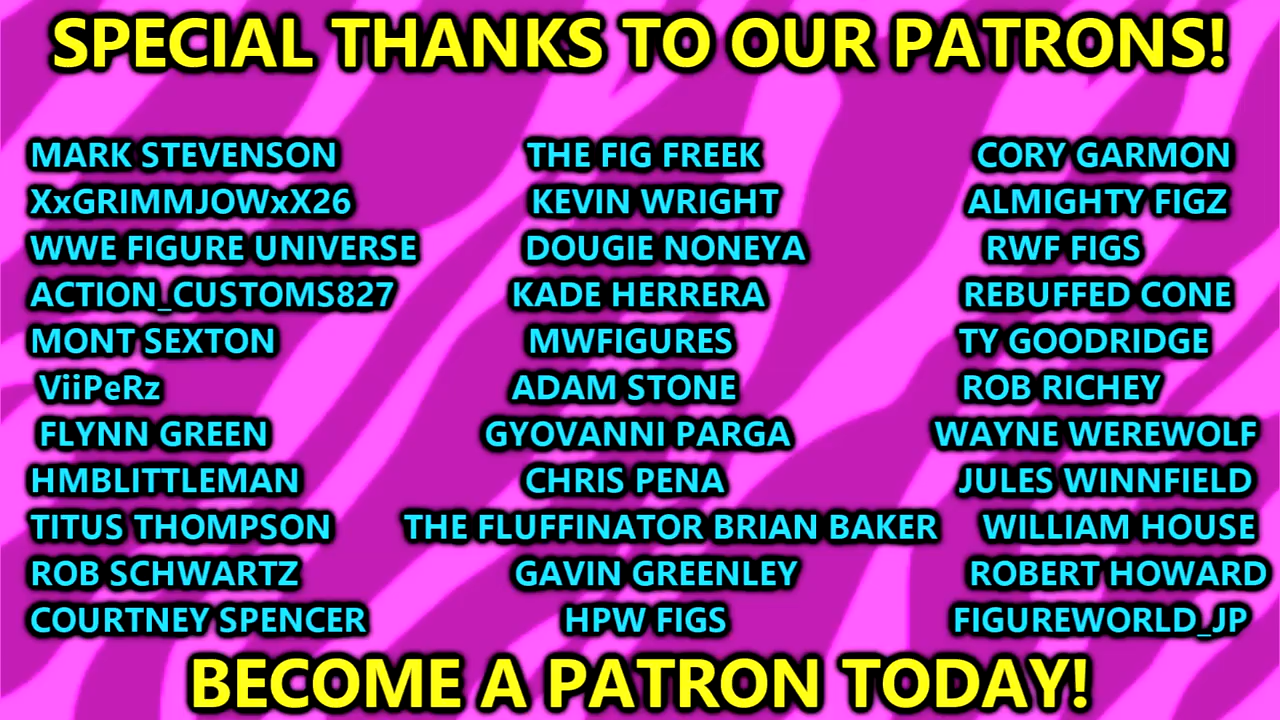 SPECIAL THANKS TO OUR PATRONS!
MARK STEVENSON THE FIG FREEK CORY GARMON
XxGRIMMJOWxX26 KEVIN WRIGHT ALMIGHTY FIGZ
WWE FIGURE UNIVERSE DOUGIE NONEYA RWF FIGS
ACTION_CUSTOMS827 KADE HERRERA REBUFFED CONE
MONT SEXTON MWFIGURES TY GOODRIDGE
ViiPeRz ADAM STONE ROB RICHEY
FLYNN GREEN GYOVANNI PARGA WAYNE WEREWOLF
HMBLITTLEMAN CHRIS PENA JULES WINNFIELD
TITUS THOMPSON THE FLUFFINATOR BRIAN BAKER WILLIAM HOUSE
ROB SCHWARTZ GAVIN GREENLEY ROBERT HOWARD
COURTNEY SPENCER HPW FIGS FIGUREWORLD_JP
BECOME A PATRON TODAY!